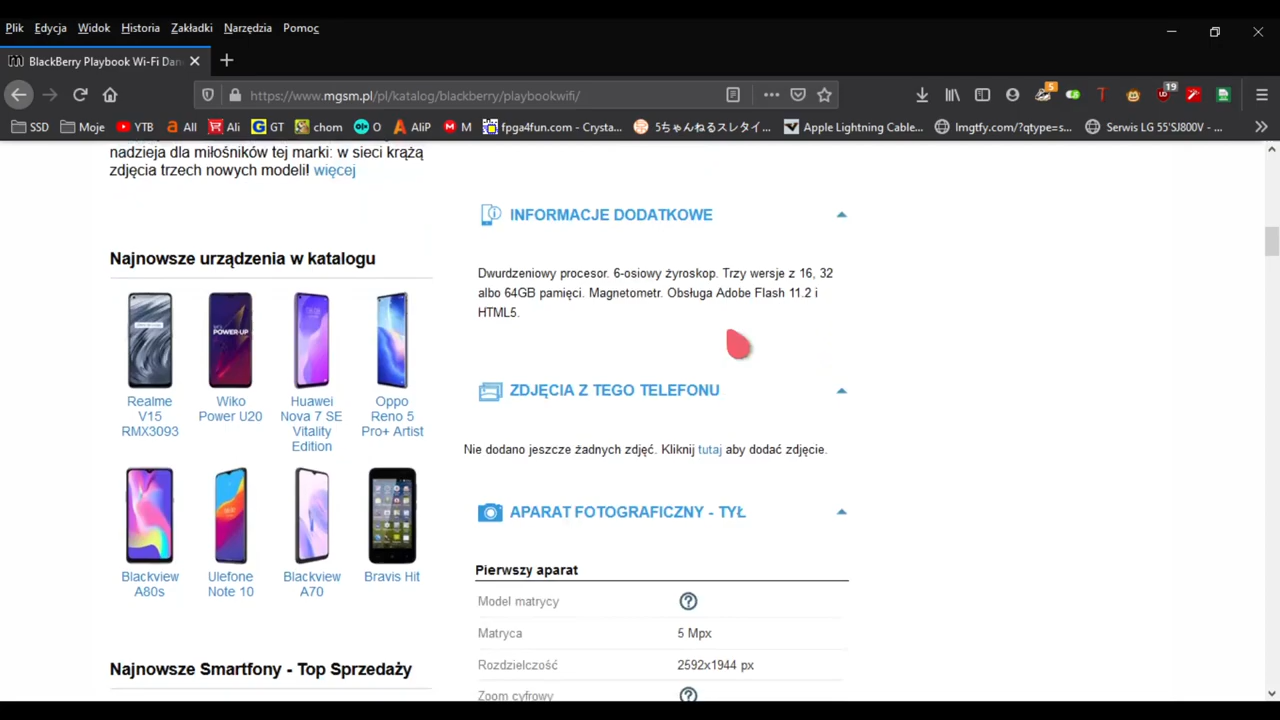 Plik Edycja Widok Historia Zakładki Narzędzia Pomoc
BlackBerry Playbook Wi-Fi Dan
https://www.mgsm.pl/pl/katalog/blackberry/playbookwifi/
5 19
SSD Moje YTB All Ali GT chom O AliP M fpga4fun.com - Crysta... 5ちゃんねるスレタイ... Apple Lightning Cable... lmgtfy.com/?qtype=s... Serwis LG 55'SJ800V - ...
nadzieja dla miłośników tej marki: w sieci krążą
zdjęcia trzech nowych modeli! więcej
Najnowsze urządzenia w katalogu
Realme V15 RMX3093
Wiko Power U20
Huawei Nova 7 SE Vitality Edition
Oppo Reno 5 Pro+ Artist
Blackview A80s
Ulefone Note 10
Blackview A70
Bravis Hit
Najnowsze Smartfony - Top Sprzedaży
INFORMACJE DODATKOWE
Dwurdzeniowy procesor. 6-osiowy żyroskop. Trzy wersje z 16, 32
albo 64GB pamięci. Magnetometr. Obsługa Adobe Flash 11.2 i
HTML5.
ZDJĘCIA Z TEGO TELEFONU
Nie dodano jeszcze żadnych zdjęć. Kliknij tutaj aby dodać zdjęcie.
APARAT FOTOGRAFICZNY - TYŁ
Pierwszy aparat
Model matrycy
Matryca 5 Mpx
Rozdzielczość 2592x1944 px
Zoom cyfrowy